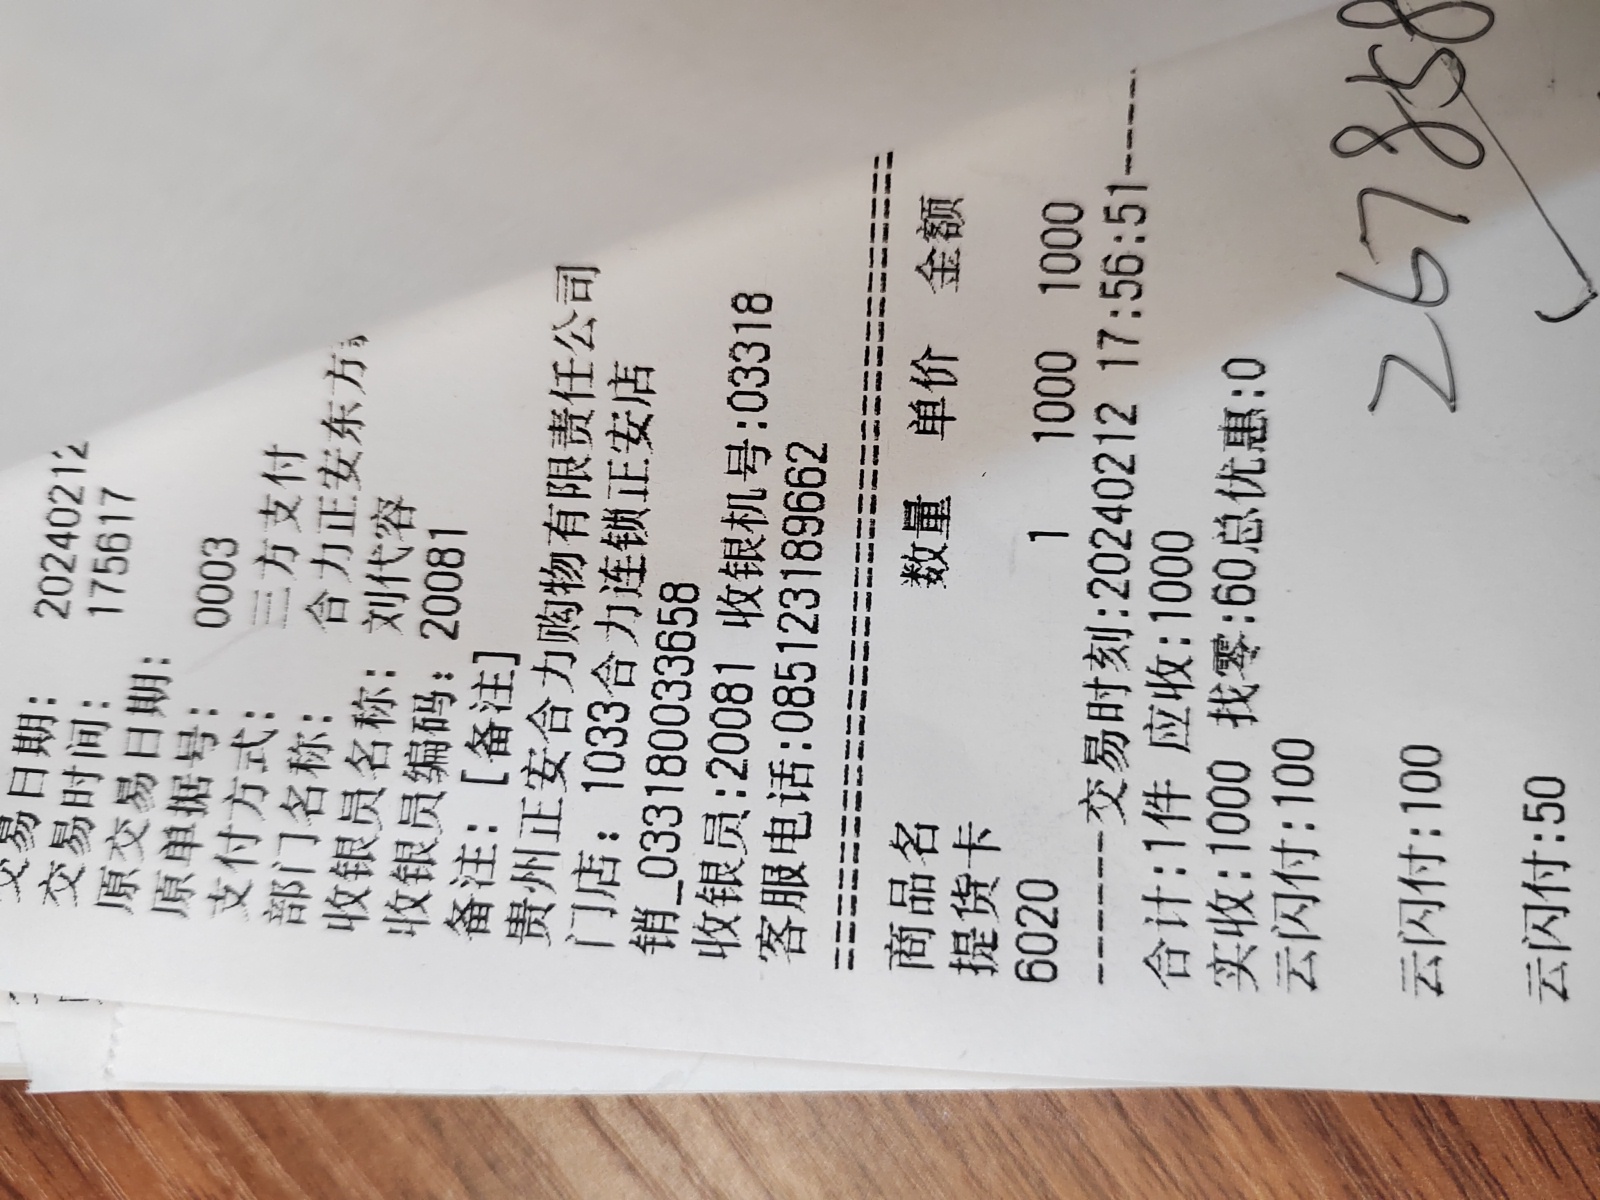 交易日期: 20240212
交易时间: 175617
原交易日期:
原单据号: 0003
支付方式: 三方支付
部门名称: 合力正安东方
收银员名称: 刘代容
收银员编码: 20081
备注: [备注]
贵州正安合力购物有限责任公司
门店: 1033合力连锁正安店
销_033180033658
收银员:20081 收银机号:03318
客服电话:085123189662
商品名 数量 单价 金额
提货卡
6020 1 1000 1000
------交易时刻:20240212 17:56:51-----
合计:1件 应收:1000
实收:1000 找零:60总优惠:0
云闪付:100
云闪付:100
云闪付:50
267858